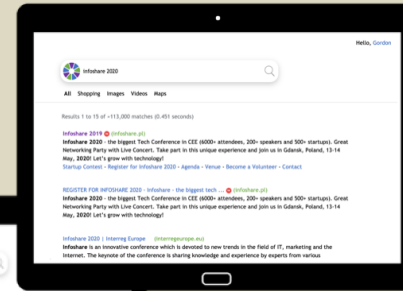 Hello, Gordon
infoshare 2020
All Shopping Images Videos Maps
Results 1 to 15 of ~113,000 matches (0.451 seconds)
Infoshare 2019 (infoshare.pl)
Infoshare 2020 - the biggest Tech Conference in CEE (6000+ attendees, 200+ speakers and 500+ startups). Great
Networking Party with Live Concert. Take part in this unique experience and join us in Gdansk, Poland, 13-14
May, 2020! Let's grow with technology!
Startup Contest - Register for Infoshare 2020 - Agenda - Venue - Become a Volunteer - Contact
REGISTER FOR INFOSHARE 2020 - Infoshare - the biggest tech ... (infoshare.pl)
Infoshare 2020 - the biggest Tech Conference in CEE (6000+ attendees, 200+ speakers and 500+ startups). Great
Networking Party with Live Concert. Take part in this unique experience and join us in Gdansk, Poland, 13-14
May, 2020! Let's grow with technology!
Infoshare 2020 | Interreg Europe (interregeurope.eu)
Infoshare is an innovative conference which is devoted to new trends in the field of IT, marketing and the
Internet. The keynote of the conference is sharing knowledge and experience by experts from various